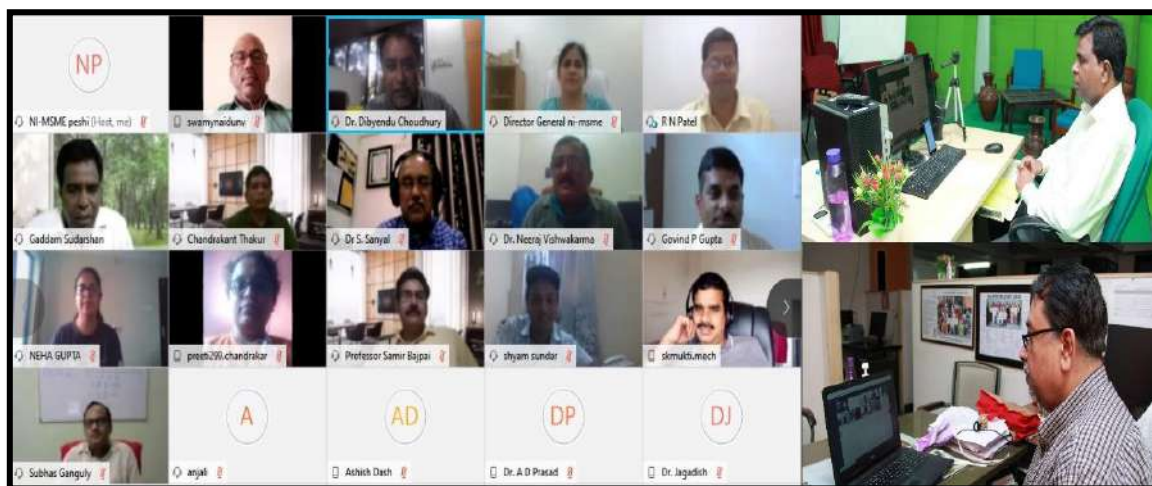 NP
NI-MSME peshi (Host, me)
swamynaidunv
Dr. Dibyendu Choudhury
Director General ni-msme
R N Patel
Gaddam Sudarshan
Chandrakant Thakur
Dr S. Sanyal
Dr. Neeraj Vishwakarma
Govind P Gupta
NEHA GUPTA
preeti299.chandrakar
Professor Samir Bajpai
shyam sundar
skmukti.mech
Subhas Ganguly
A
anjali
AD
Ashish Dash
DP
Dr. A D Prasad
DJ
Dr. Jagadish